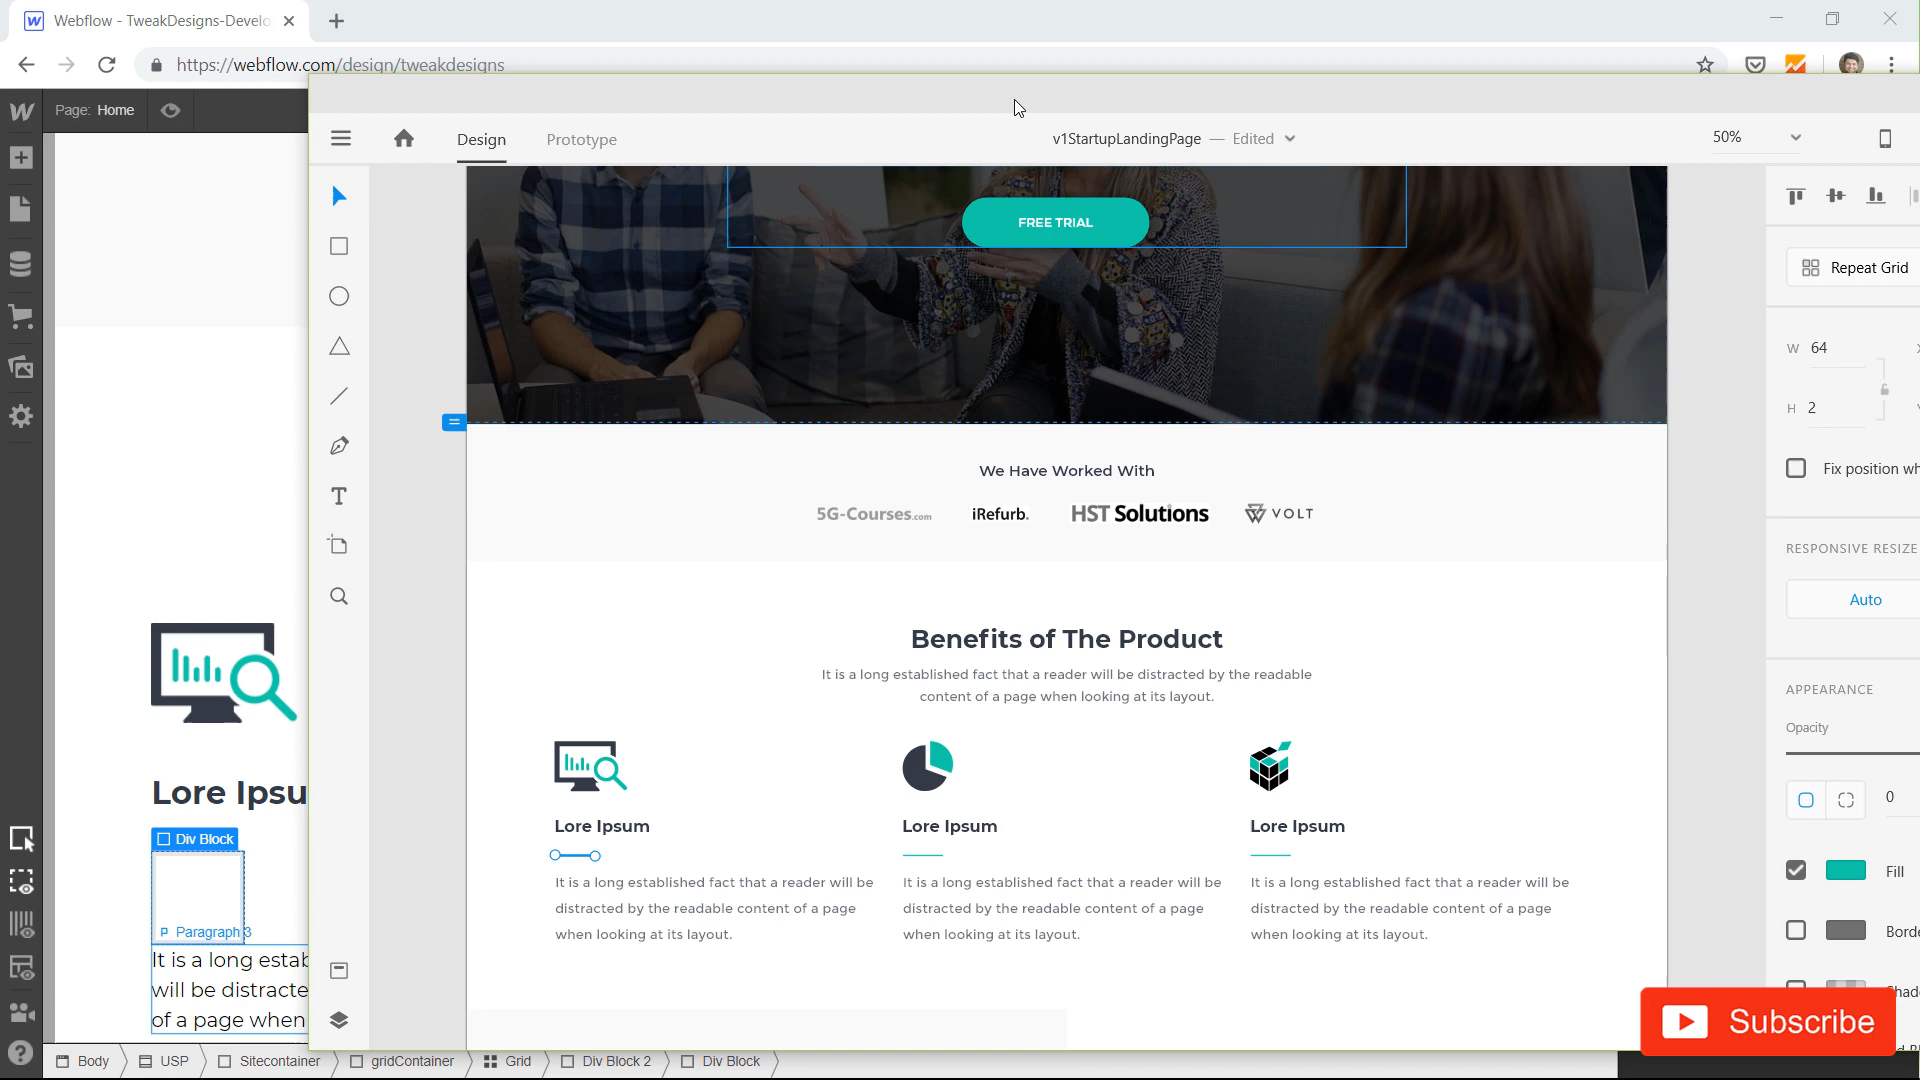 Webflow - TweakDesigns-Develo
https://webflow.com/design/tweakdesigns
Page: Home
Design
Prototype
v1StartupLandingPage — Edited
50%
FREE TRIAL
Repeat Grid
W 64
H 2
Fix position wh
We Have Worked With
5G-Courses.com
iRefurb.
HST Solutions
VOLT
RESPONSIVE RESIZE
Auto
Benefits of The Product
It is a long established fact that a reader will be distracted by the readable
content of a page when looking at its layout.
APPEARANCE
Opacity
0
Lore Ipsum
Lore Ipsum
Lore Ipsum
It is a long established fact that a reader will be
distracted by the readable content of a page
when looking at its layout.
It is a long established fact that a reader will be
distracted by the readable content of a page
when looking at its layout.
It is a long established fact that a reader will be
distracted by the readable content of a page
when looking at its layout.
Fill
Borde
Lore Ipsu
Div Block
Paragraph 3
It is a long estab
will be distracte
of a page when
Subscribe
Body
USP
Sitecontainer
gridContainer
Grid
Div Block 2
Div Block